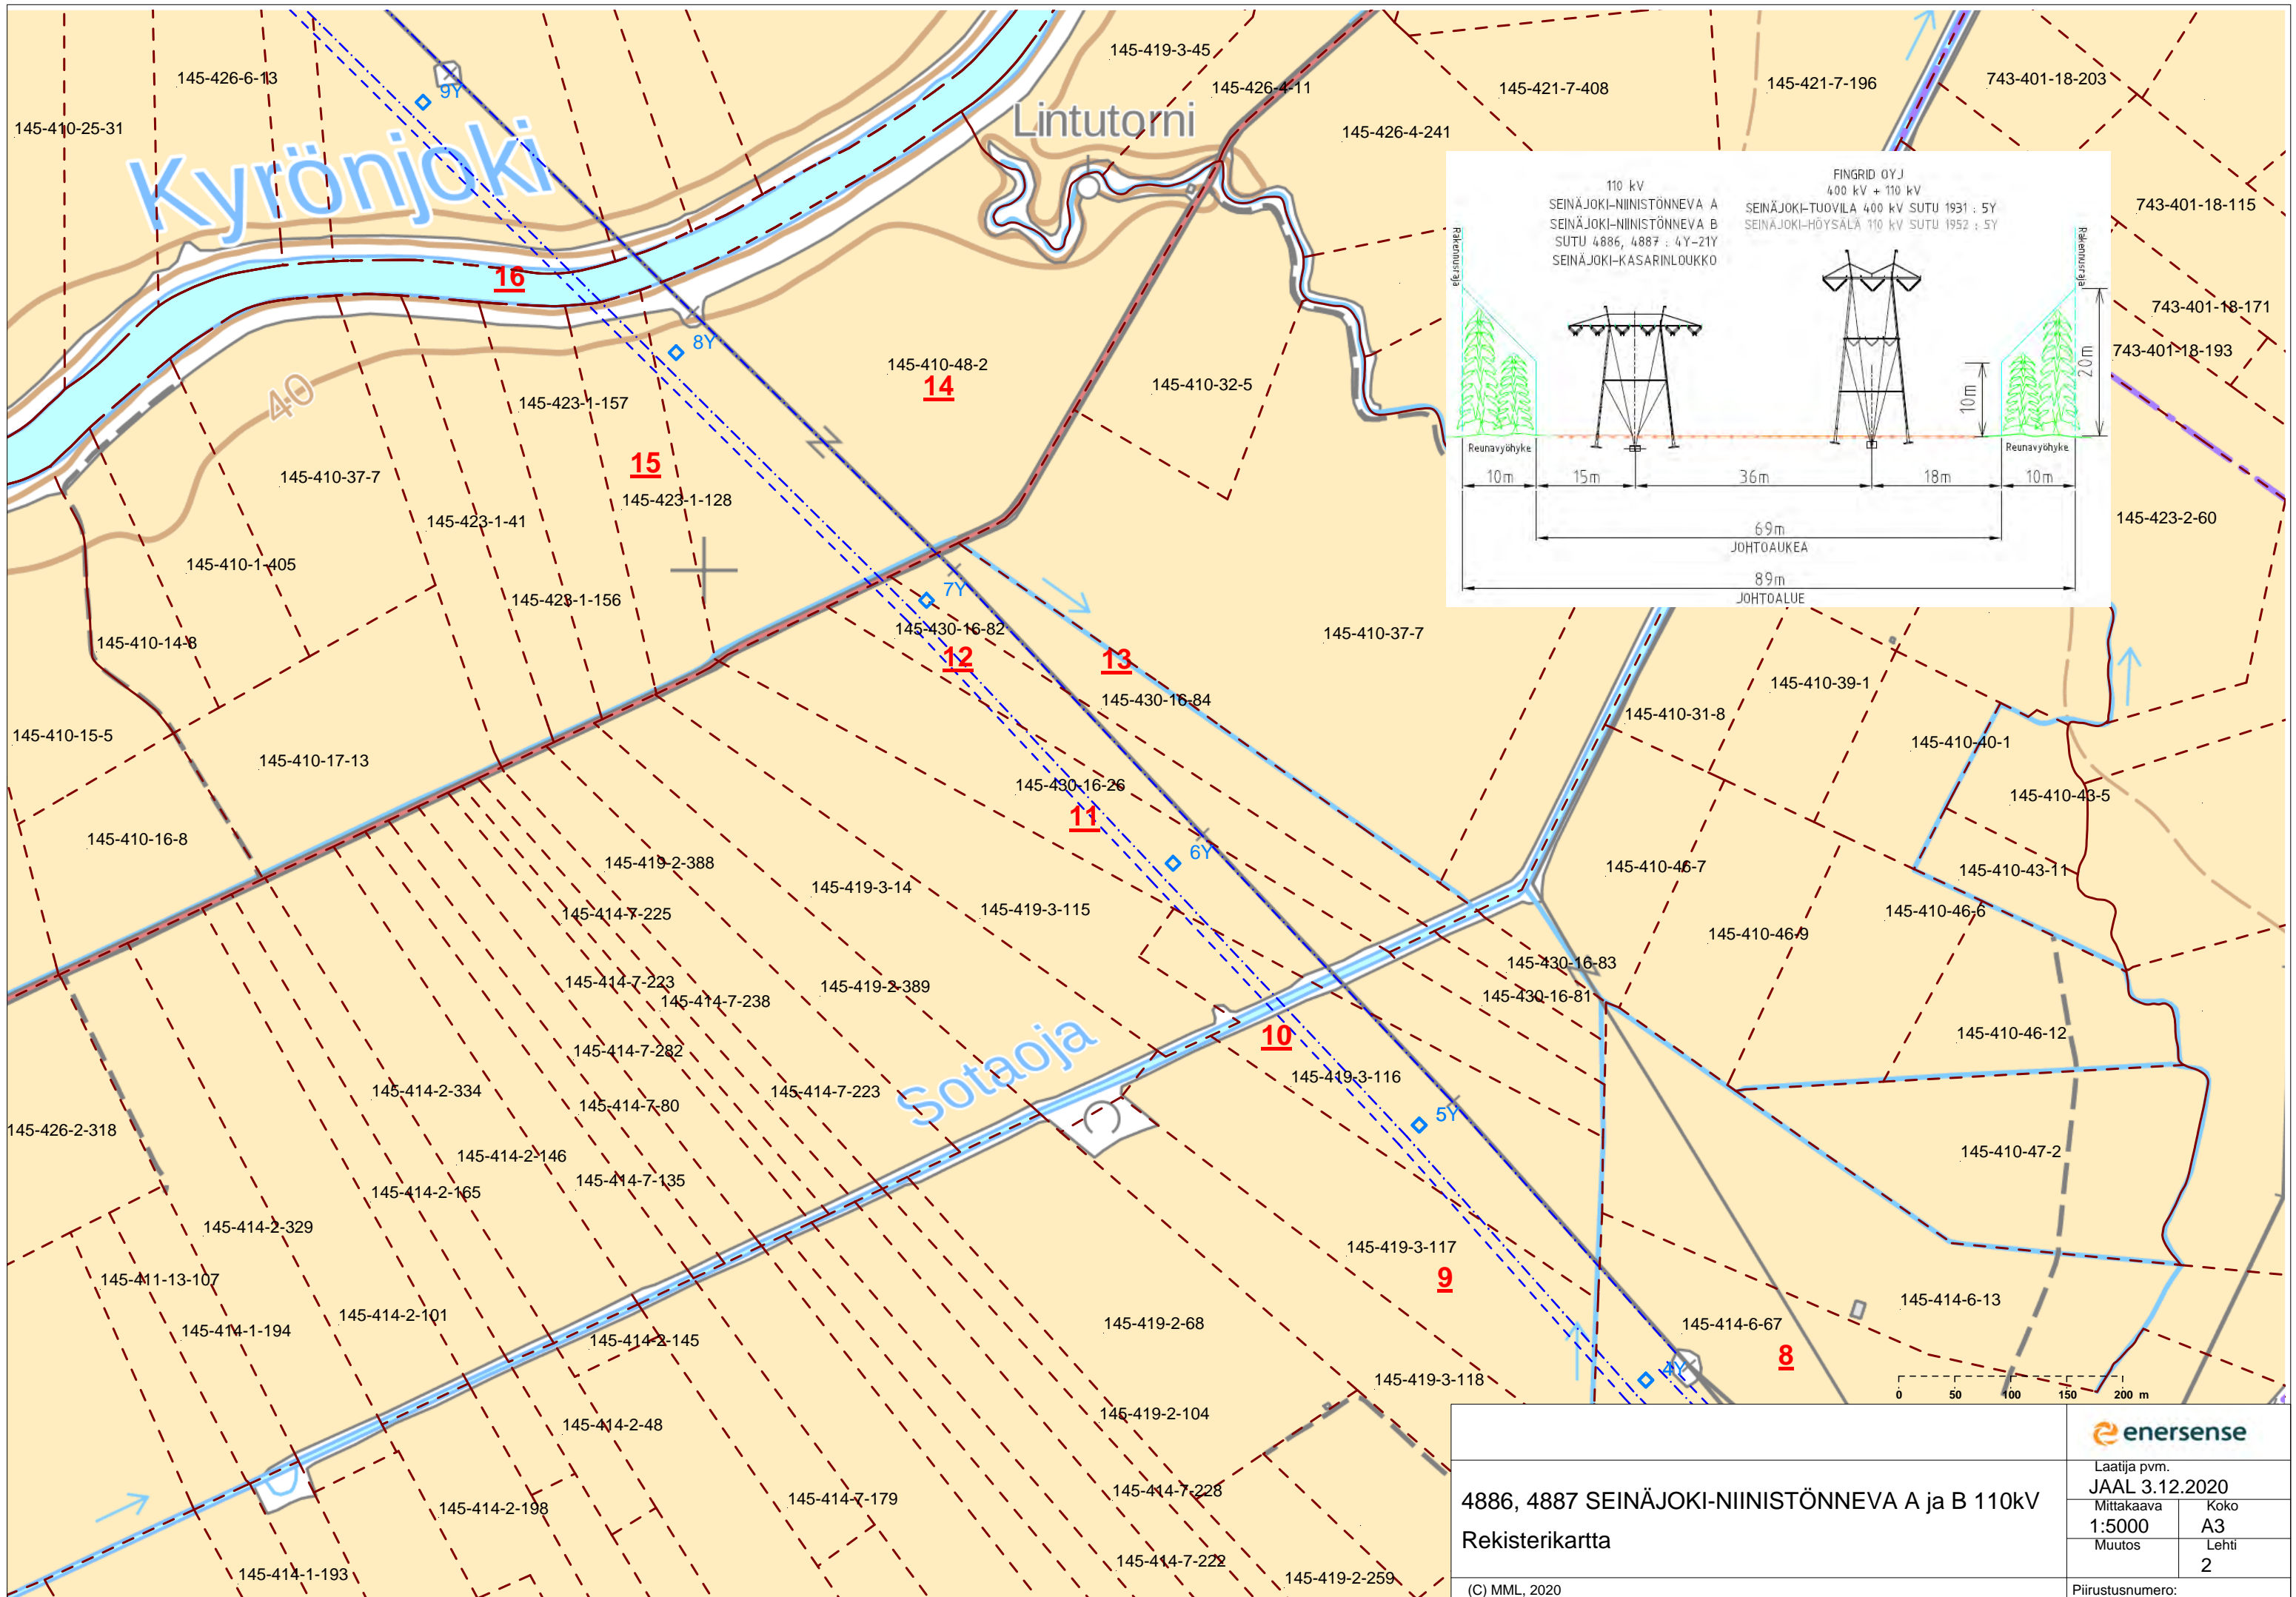 145-419-3-45
145-426-6-13
145-426-4-11
145-421-7-408
145-421-7-196
743-401-18-203
9Y
145-410-25-31
Lintutorni
145-426-4-241
Kyrönjoki
743-401-18-115
16
743-401-18-171
743-401-18-193
8Y
145-410-48-2
14
145-410-32-5
40
145-423-1-157
15
145-410-37-7
145-423-1-128
145-423-1-41
145-423-2-60
145-410-1-405
145-423-1-156
7Y
145-430-16-82
12
13
145-410-37-7
145-410-14-8
145-430-16-84
145-410-39-1
145-410-31-8
145-410-15-5
145-410-17-13
145-410-40-1
145-430-16-26
11
145-410-43-5
145-410-16-8
6Y
145-419-2-388
145-419-3-14
145-410-46-7
145-410-43-11
145-414-7-225
145-419-3-115
145-410-46-6
145-410-46-9
145-430-16-83
145-414-7-223
145-414-7-238
145-419-2-389
145-430-16-81
10
145-410-46-12
Sotaoja
145-414-7-282
145-419-3-116
145-414-2-334
145-414-7-80
145-414-7-223
5Y
145-426-2-318
145-414-2-146
145-410-47-2
145-414-7-135
145-414-2-165
145-414-2-329
145-419-3-117
9
145-411-13-107
145-414-6-13
145-414-2-101
145-414-1-194
145-414-2-145
145-419-2-68
145-414-6-67
8
4Y
145-419-3-118
145-419-2-104
145-414-2-48
145-414-7-228
145-414-7-179
145-414-2-198
145-414-7-222
145-414-1-193
145-419-2-259
110 kV
SEINÄJOKI-NIINISTÖNNEVA A
SEINÄJOKI-NIINISTÖNNEVA B
SUTU 4886, 4887 : 4Y-21Y
SEINÄJOKI-KASARINLOUKKO
FINGRID OYJ
400 kV + 110 kV
SEINÄJOKI-TUOVILA 400 kV SUTU 1931 : 5Y
SEINÄJOKI-HÖYSÄLÄ 110 kV SUTU 1952 : 5Y
Rakennusraja
Rakennusraja
20m
10m
Reunavyöhyke
Reunavyöhyke
10m
15m
36m
18m
10m
69m
JOHTOAUKEA
89m
JOHTOALUE
0 50 100 150 200 m
enersense
Laatija pvm.
JAAL 3.12.2020
Mittakaava Koko
1:5000 A3
Muutos Lehti
2
4886, 4887 SEINÄJOKI-NIINISTÖNNEVA A ja B 110kV
Rekisterikartta
(C) MML, 2020
Piirustusnumero: